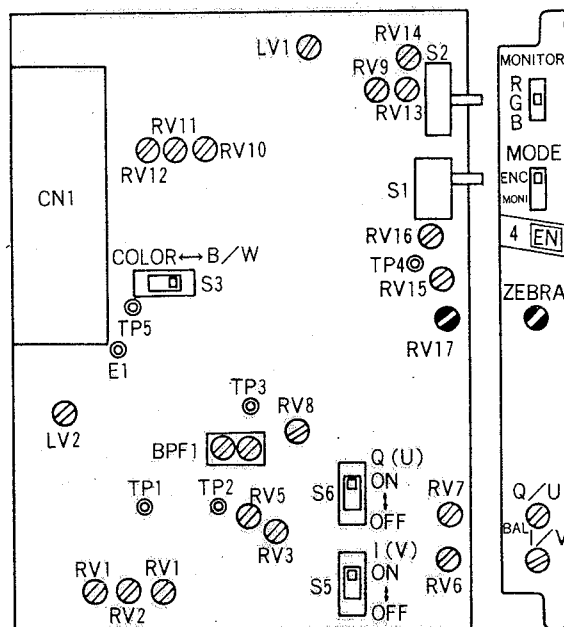 LV1
RV14
S2
RV9
RV13
MONITOR
R
G
B
RV11
RV12
RV10
MODE
ENC
MONI
CN1
S1
4 EN
RV16
COLOR↔B/W
S3
TP4
RV15
ZEBRA
TP5
RV17
E1
TP3
RV8
LV2
BPF1
Q (U)
ON
↕
OFF
S6
TP1
TP2
RV5
RV3
RV7
Q/U
BAL
I/V
I (V)
ON
↕
OFF
S5
RV6
RV1
RV2
RV1